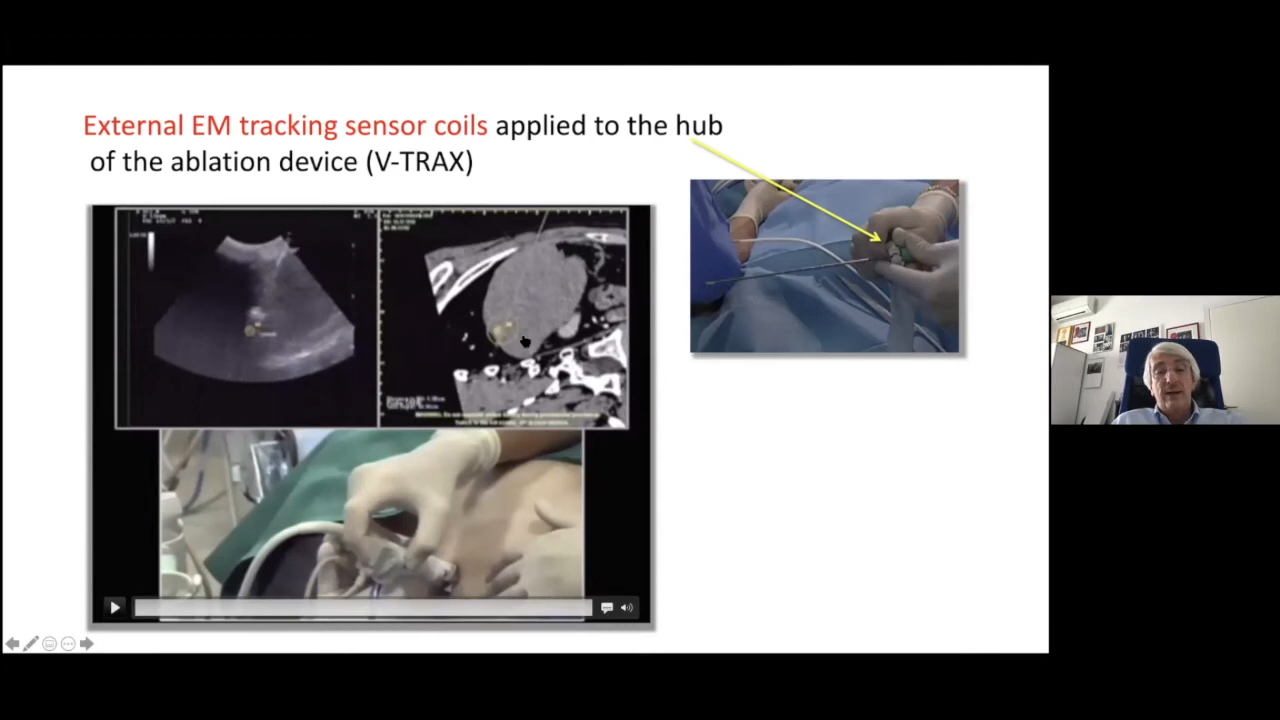 External EM tracking sensor coils applied to the hub
of the ablation device (V-TRAX)